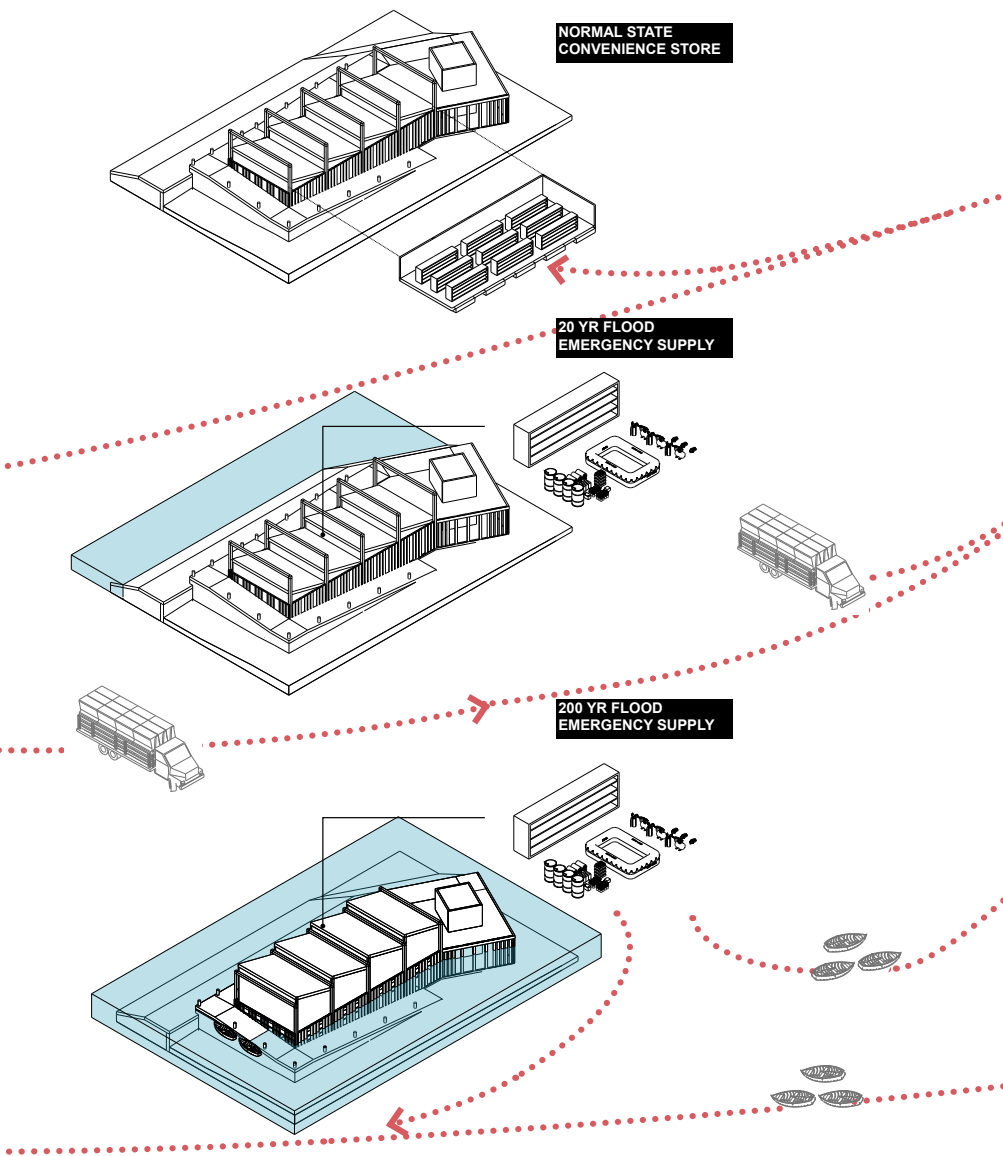 NORMAL STATE
CONVENIENCE STORE
20 YR FLOOD
EMERGENCY SUPPLY
200 YR FLOOD
EMERGENCY SUPPLY